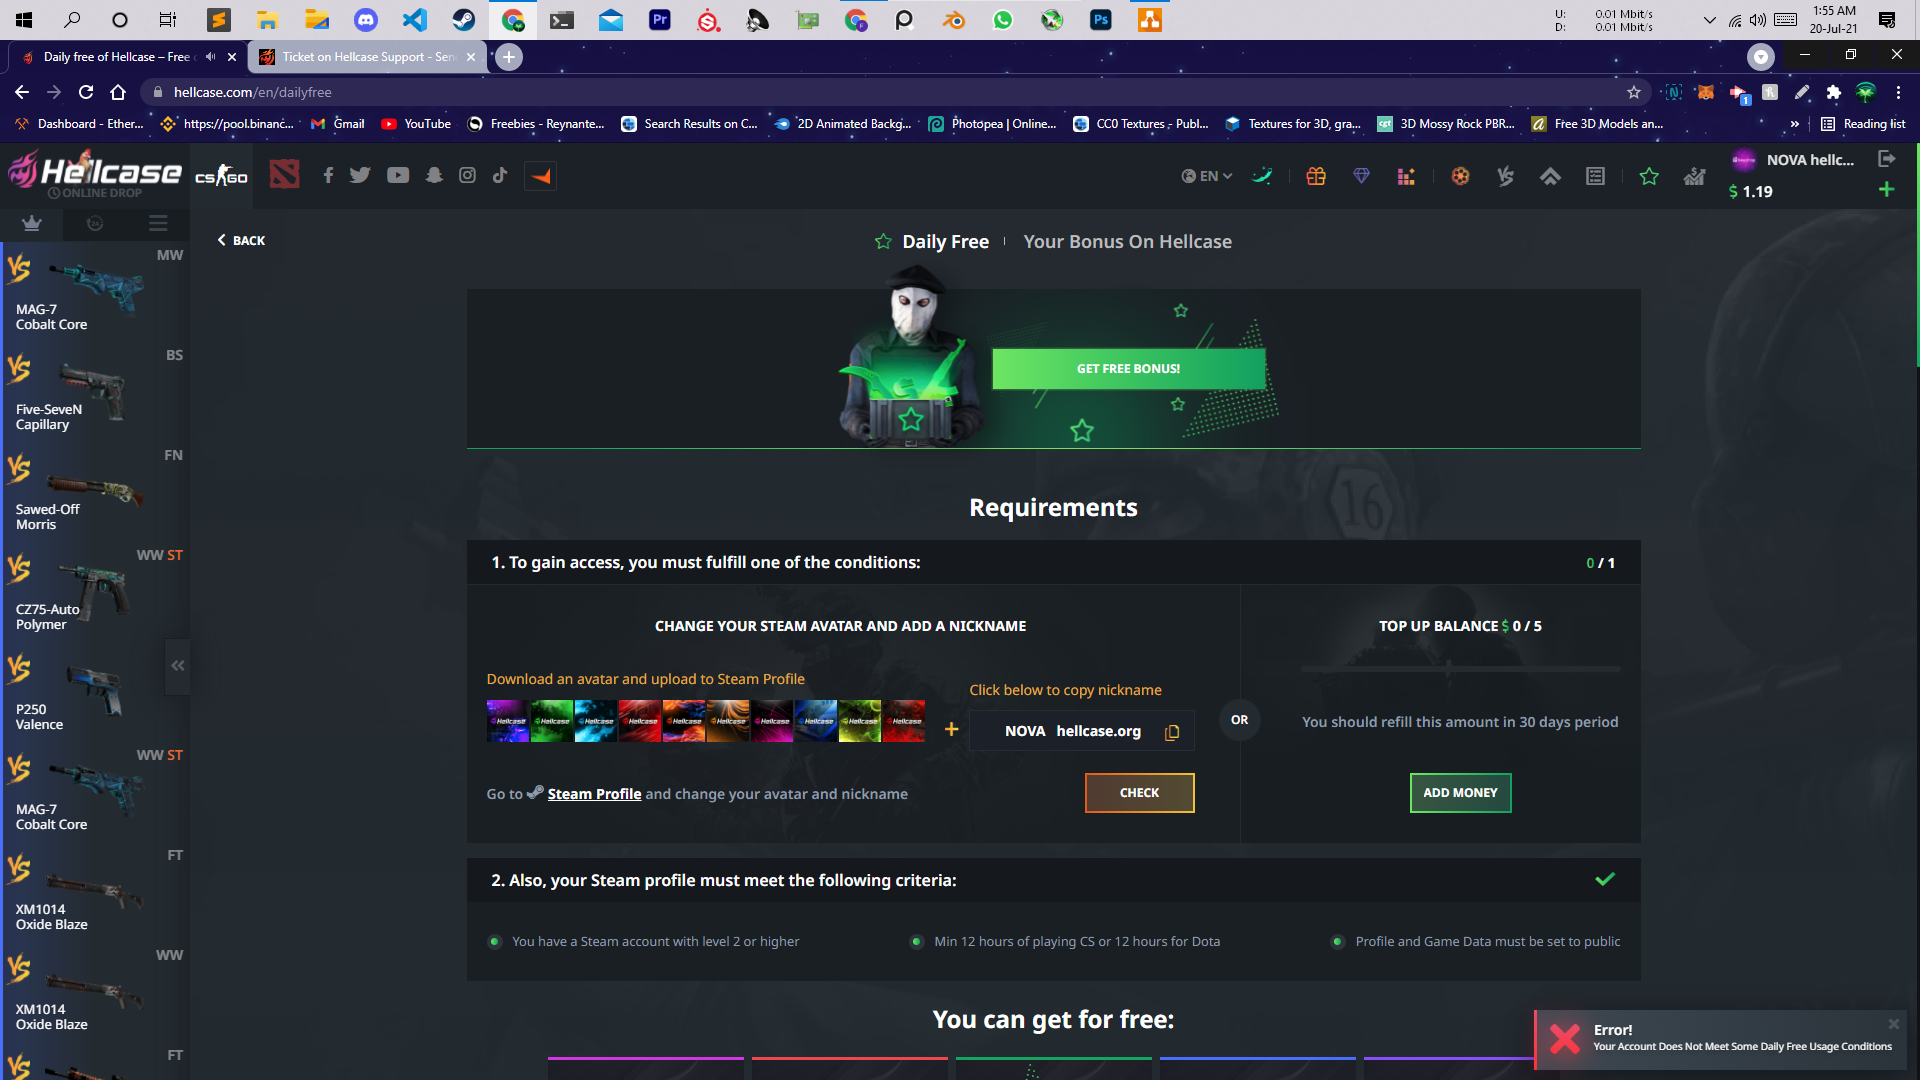 U: 0.01 Mbit/s
D: 0.01 Mbit/s
1:55 AM
20-Jul-21
Daily free of Hellcase – Free
Ticket on Hellcase Support - Sen
hellcase.com/en/dailyfree
Dashboard - Ether...
https://pool.binanc...
Gmail
YouTube
Freebies - Reynante...
Search Results on C...
2D Animated Backg...
Photopea | Online...
CC0 Textures - Publ...
Textures for 3D, gra...
3D Mossy Rock PBR...
Free 3D Models an...
Reading list
Hellcase
ONLINE DROP
CS:GO
EN
NOVA hellc...
$ 1.19
BACK
Daily Free
Your Bonus On Hellcase
MW
MAG-7
Cobalt Core
BS
Five-SeveN
Capillary
FN
Sawed-Off
Morris
WW ST
CZ75-Auto
Polymer
P250
Valence
WW ST
MAG-7
Cobalt Core
FT
XM1014
Oxide Blaze
WW
XM1014
Oxide Blaze
FT
GET FREE BONUS!
Requirements
1. To gain access, you must fulfill one of the conditions:
0 / 1
CHANGE YOUR STEAM AVATAR AND ADD A NICKNAME
Download an avatar and upload to Steam Profile
Click below to copy nickname
NOVA hellcase.org
Go to Steam Profile and change your avatar and nickname
CHECK
OR
TOP UP BALANCE $ 0 / 5
You should refill this amount in 30 days period
ADD MONEY
2. Also, your Steam profile must meet the following criteria:
You have a Steam account with level 2 or higher
Min 12 hours of playing CS or 12 hours for Dota
Profile and Game Data must be set to public
You can get for free:
Error!
Your Account Does Not Meet Some Daily Free Usage Conditions